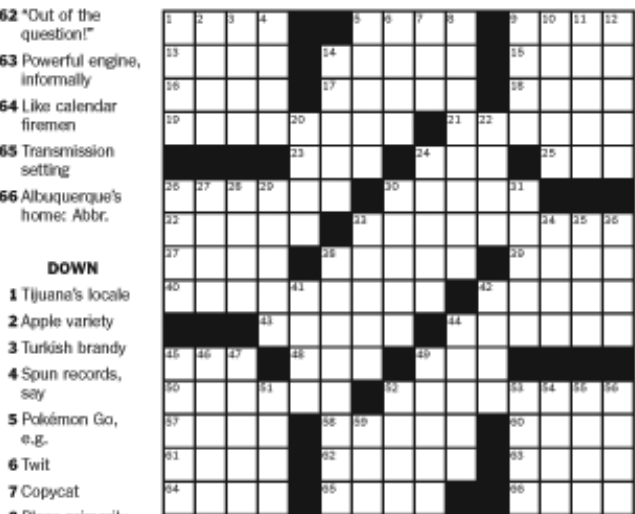 62 "Out of the
question!"
63 Powerful engine,
informally
64 Like calendar
firemen
65 Transmission
setting
66 Albuquerque's
home: Abbr.
DOWN
1 Tijuana's locale
2 Apple variety
3 Turkish brandy
4 Spun records,
say
5 Pokémon Go,
e.g.
6 Twit
7 Copycat
1 2 3 4 5 6 7 8 9 10 11 12
13 14 15
16 17 18
19 20 21 22
23 24 25
26 27 28 29 30 31
32 33 34 35 36
37 38 39
40 41 42
43 44
45 46 47 48 49
50 51 52 53 54 55 56
57 58 59 60
61 62 63
64 65 66